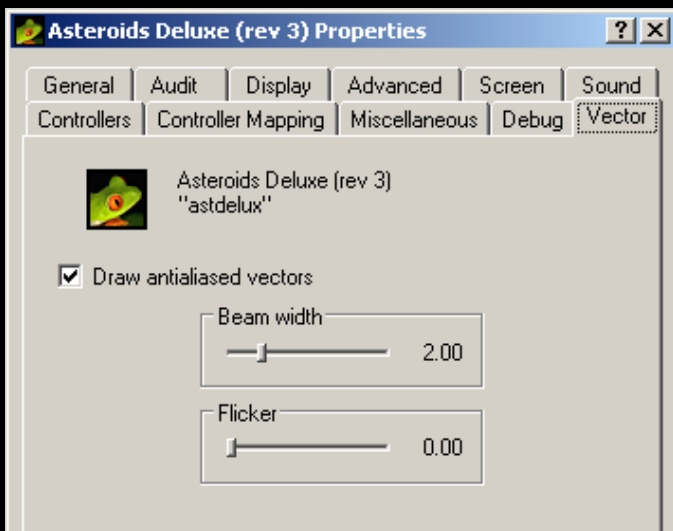 Asteroids Deluxe (rev 3) Properties
General Audit Display Advanced Screen Sound
Controllers Controller Mapping Miscellaneous Debug Vector
Asteroids Deluxe (rev 3)
"astdelux"
Draw antialiased vectors
Beam width
2.00
Flicker
0.00